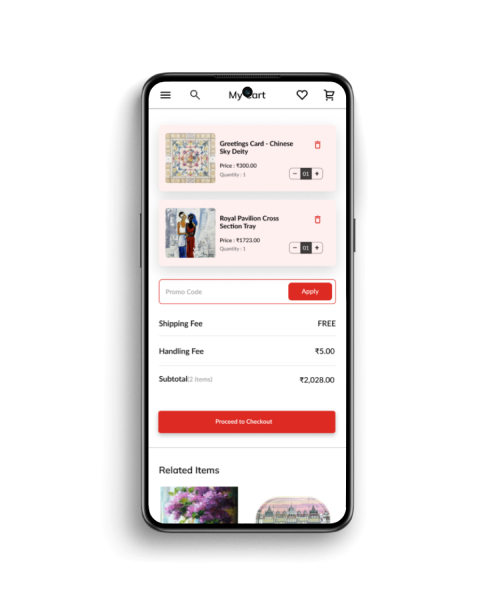 My Cart
Greetings Card - Chinese
Sky Deity
Price : ₹300.00
Quantity : 1
- 01 +
Royal Pavilion Cross
Section Tray
Price : ₹1723.00
Quantity : 1
- 01 +
Promo Code
Apply
Shipping Fee FREE
Handling Fee ₹5.00
Subtotal(2 items) ₹2,028.00
Proceed to Checkout
Related Items